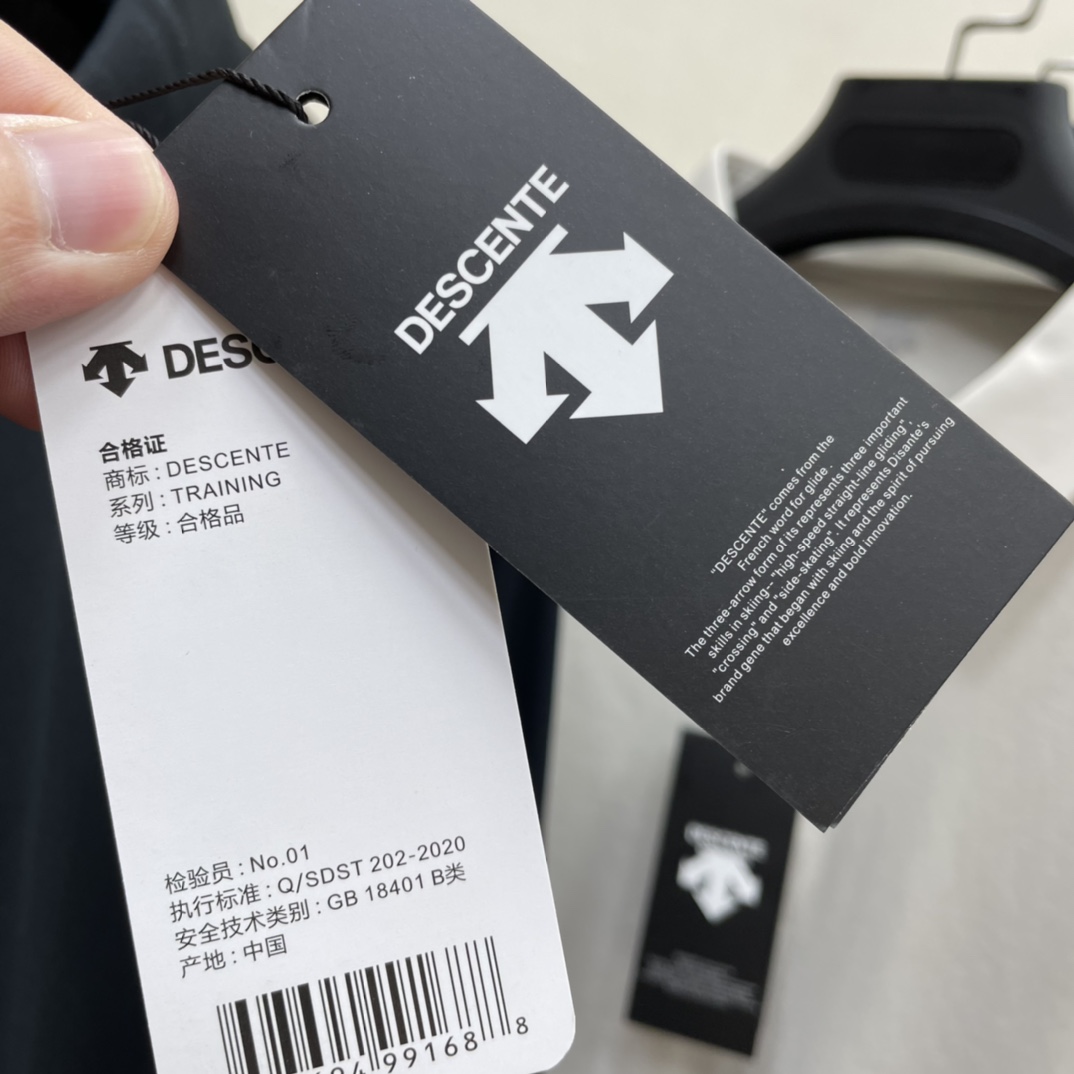 DESCENTE
"DESCENTE" comes from the
French word for glide.
The three-arrow form of its represents three important
skills in skiing-- "high-speed straight-line gliding",
"crossing" and "side-skating". It represents Disante's
brand gene that began with skiing and the spirit of pursuing
excellence and bold innovation.
合格证
商标 : DESCENTE
系列 : TRAINING
等级 : 合格品
检验员 : No.01
执行标准 : Q/SDST 202-2020
安全技术类别 : GB 18401 B类
产地 : 中国
99168 8